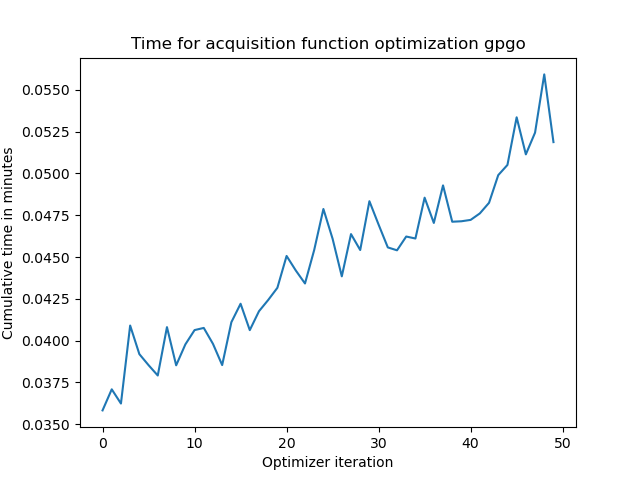 Time for acquisition function optimization gpgo
Cumulative time in minutes
0.0550
0.0525
0.0500
0.0475
0.0450
0.0425
0.0400
0.0375
0.0350
0 10 20 30 40 50
Optimizer iteration